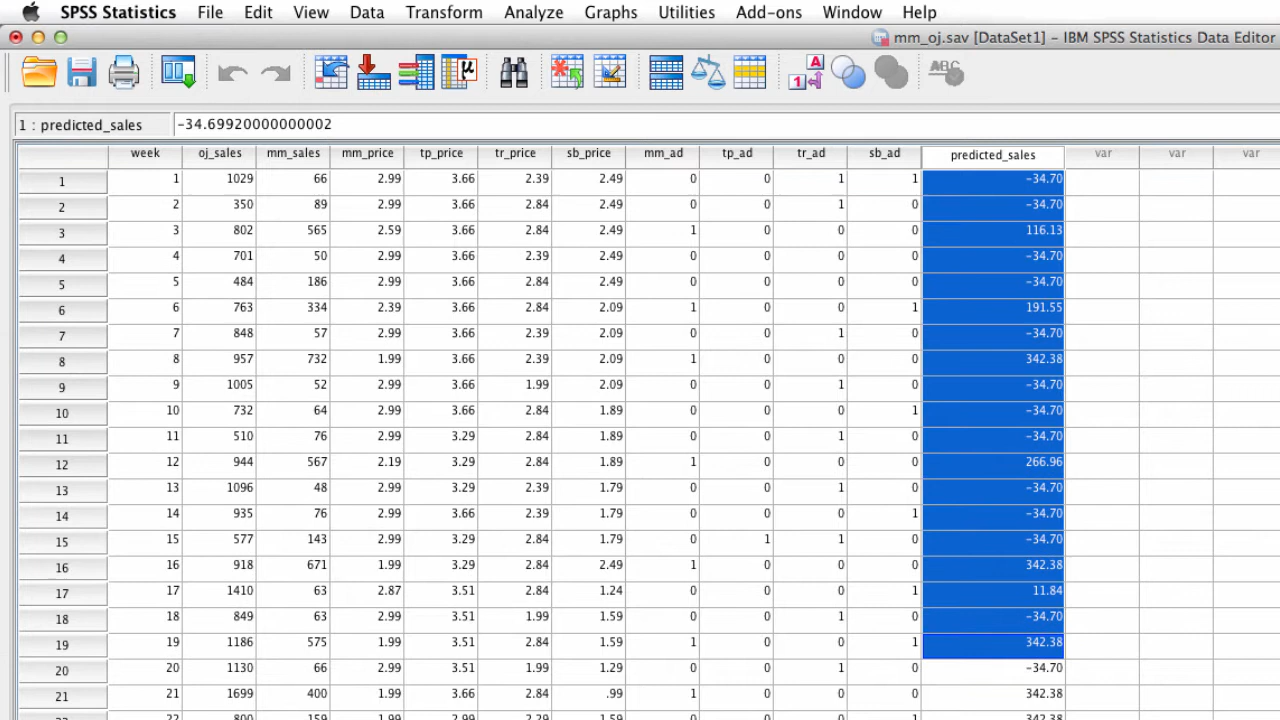 SPSS Statistics File Edit View Data Transform Analyze Graphs Utilities Add-ons Window Help
mm_oj.sav [DataSet1] – IBM SPSS Statistics Data Editor
1 : predicted_sales -34.69920000000002
week oj_sales mm_sales mm_price tp_price tr_price sb_price mm_ad tp_ad tr_ad sb_ad predicted_sales var var var
1 1 1029 66 2.99 3.66 2.39 2.49 0 0 1 1 -34.70
2 2 350 89 2.99 3.66 2.84 2.49 0 0 1 0 -34.70
3 3 802 565 2.59 3.66 2.84 2.49 1 0 0 0 116.13
4 4 701 50 2.99 3.66 2.39 2.49 0 0 0 0 -34.70
5 5 484 186 2.99 3.66 2.84 2.49 0 0 0 0 -34.70
6 6 763 334 2.39 3.66 2.84 2.09 1 0 0 1 191.55
7 7 848 57 2.99 3.66 2.39 2.09 0 0 1 0 -34.70
8 8 957 732 1.99 3.66 2.39 2.09 1 0 0 0 342.38
9 9 1005 52 2.99 3.66 1.99 2.09 0 0 1 0 -34.70
10 10 732 64 2.99 3.66 2.84 1.89 0 0 0 1 -34.70
11 11 510 76 2.99 3.29 2.84 1.89 0 0 1 0 -34.70
12 12 944 567 2.19 3.29 2.84 1.89 1 0 0 0 266.96
13 13 1096 48 2.99 3.29 2.39 1.79 0 0 1 0 -34.70
14 14 935 76 2.99 3.66 2.39 1.79 0 0 0 1 -34.70
15 15 577 143 2.99 3.29 2.84 1.79 0 1 1 0 -34.70
16 16 918 671 1.99 3.29 2.84 2.49 1 0 0 0 342.38
17 17 1410 63 2.87 3.51 2.84 1.24 0 0 0 1 11.84
18 18 849 63 2.99 3.51 1.99 1.59 0 0 1 0 -34.70
19 19 1186 575 1.99 3.51 2.84 1.59 1 0 0 1 342.38
20 20 1130 66 2.99 3.51 1.99 1.29 0 0 1 0 -34.70
21 21 1699 400 1.99 3.66 2.84 .99 1 0 0 0 342.38